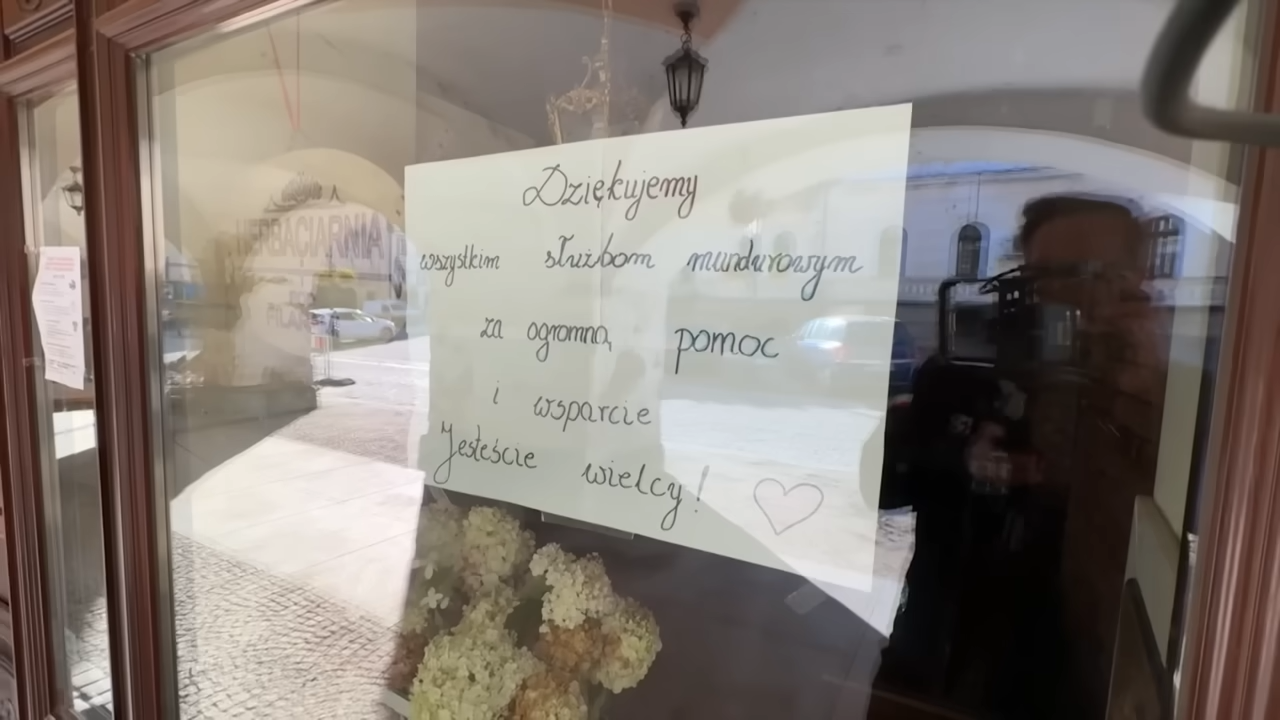 Dziękujemy
wszystkim służbom mundurowym
za ogromną pomoc
i wsparcie
Jesteście wielcy!
HERBACIARNIA